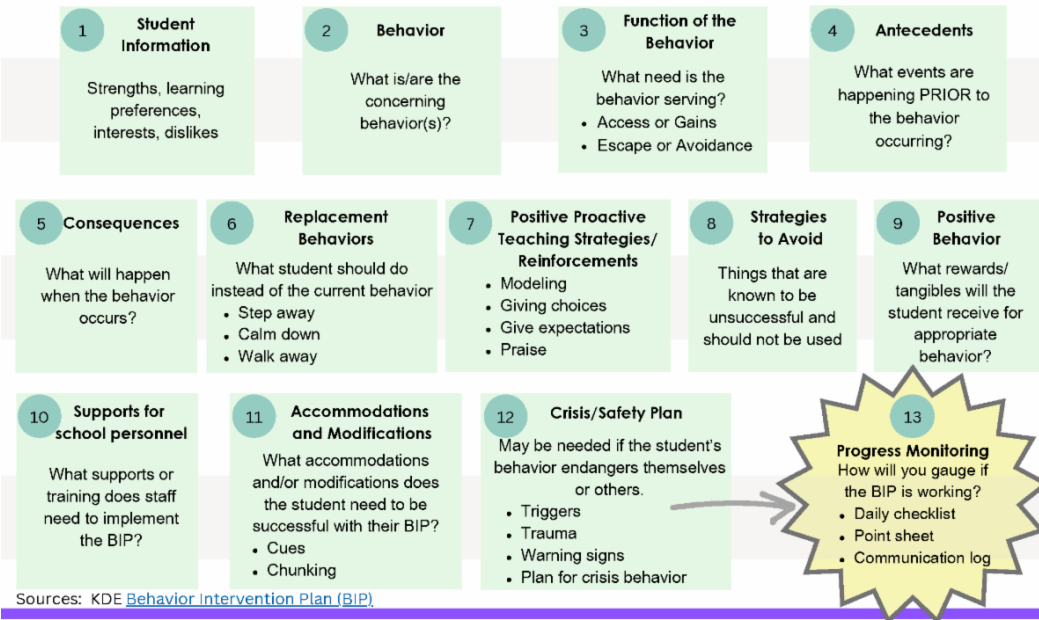 1
Student
Information
Strengths, learning
preferences,
interests, dislikes
2
Behavior
What is/are the
concerning
behavior(s)?
3
Function of the
Behavior
What need is the
behavior serving?
• Access or Gains
• Escape or Avoidance
4
Antecedents
What events are
happening PRIOR to
the behavior
occurring?
5
Consequences
What will happen
when the behavior
occurs?
6
Replacement
Behaviors
What student should do
instead of the current behavior
• Step away
• Calm down
• Walk away
7
Positive Proactive
Teaching Strategies/
Reinforcements
• Modeling
• Giving choices
• Give expectations
• Praise
8
Strategies
to Avoid
Things that are
known to be
unsuccessful and
should not be used
9
Positive
Behavior
What rewards/
tangibles will the
student receive for
appropriate
behavior?
10
Supports for
school personnel
What supports or
training does staff
need to implement
the BIP?
11
Accommodations
and Modifications
What accommodations
and/or modifications does
the student need to be
successful with their BIP?
• Cues
• Chunking
12
Crisis/Safety Plan
May be needed if the student's
behavior endangers themselves
or others.
• Triggers
• Trauma
• Warning signs
• Plan for crisis behavior
13
Progress Monitoring
How will you gauge if
the BIP is working?
• Daily checklist
• Point sheet
• Communication log
Sources: KDE Behavior Intervention Plan (BIP)